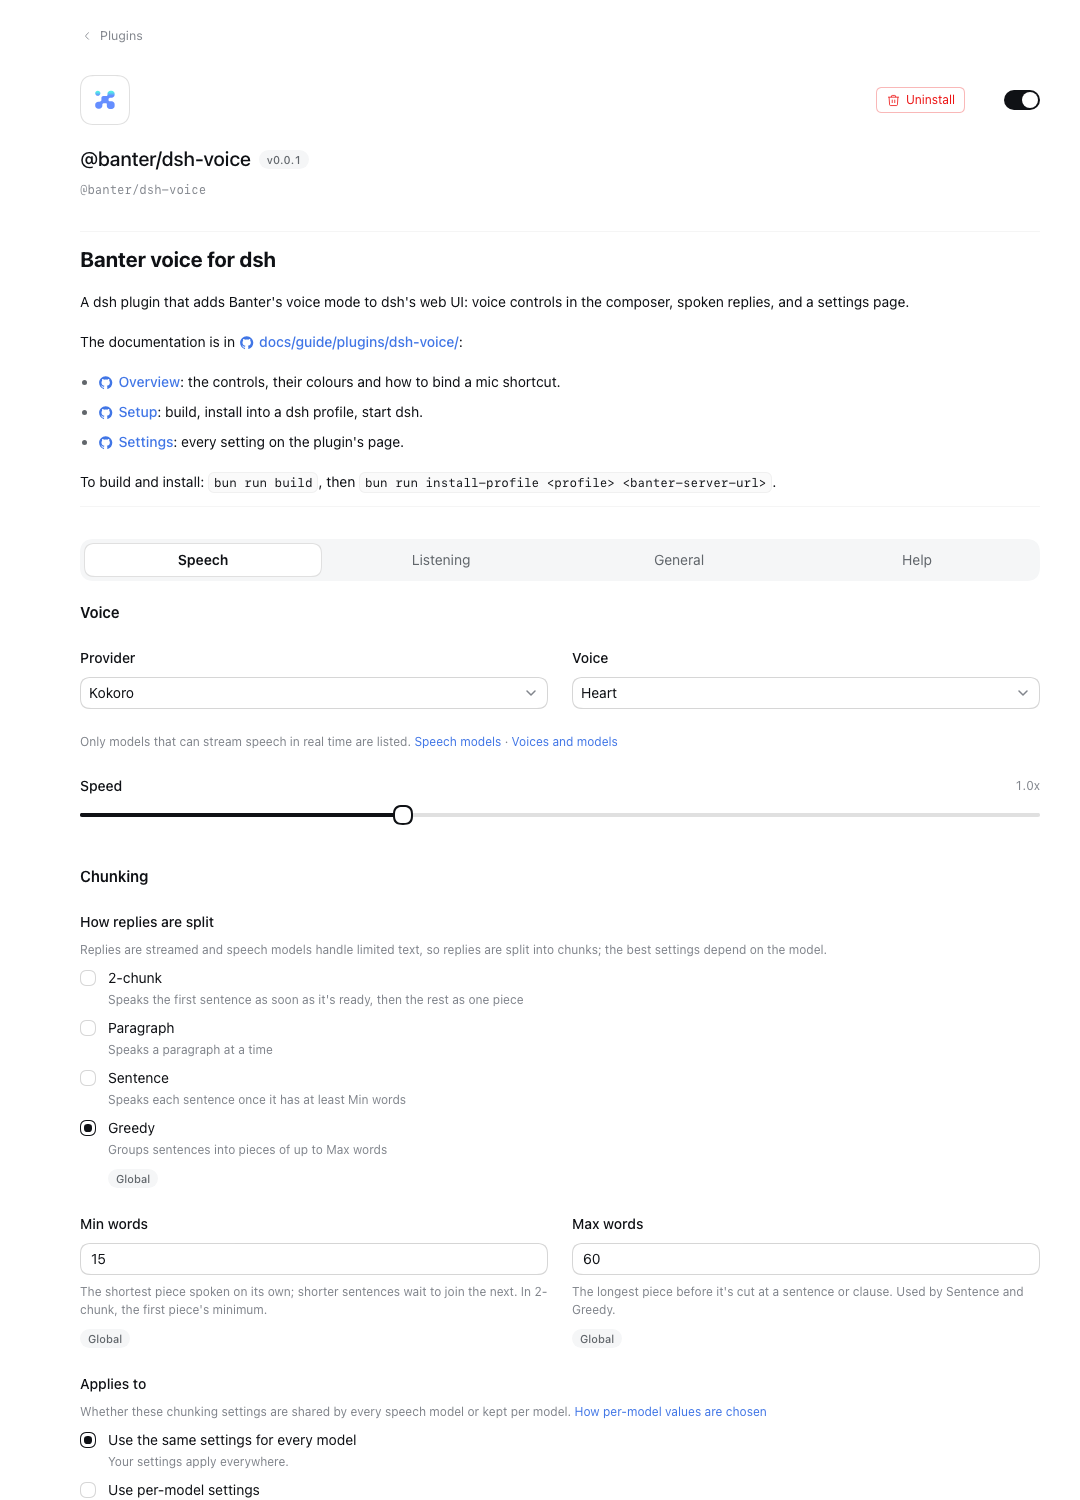 Plugins
Uninstall
@banter/dsh-voice v0.0.1
@banter/dsh-voice
Banter voice for dsh
A dsh plugin that adds Banter's voice mode to dsh's web UI: voice controls in the composer, spoken replies, and a settings page.
The documentation is in docs/guide/plugins/dsh-voice/:
Overview: the controls, their colours and how to bind a mic shortcut.
Setup: build, install into a dsh profile, start dsh.
Settings: every setting on the plugin's page.
To build and install: bun run build, then bun run install-profile <profile> <banter-server-url>.
Speech Listening General Help
Voice
Provider Voice
Kokoro Heart
Only models that can stream speech in real time are listed. Speech models · Voices and models
Speed 1.0x
Chunking
How replies are split
Replies are streamed and speech models handle limited text, so replies are split into chunks; the best settings depend on the model.
2-chunk
Speaks the first sentence as soon as it's ready, then the rest as one piece
Paragraph
Speaks a paragraph at a time
Sentence
Speaks each sentence once it has at least Min words
Greedy
Groups sentences into pieces of up to Max words
Global
Min words Max words
15 60
The shortest piece spoken on its own; shorter sentences wait to join the next. In 2-
chunk, the first piece's minimum.
The longest piece before it's cut at a sentence or clause. Used by Sentence and
Greedy.
Global Global
Applies to
Whether these chunking settings are shared by every speech model or kept per model. How per-model values are chosen
Use the same settings for every model
Your settings apply everywhere.
Use per-model settings